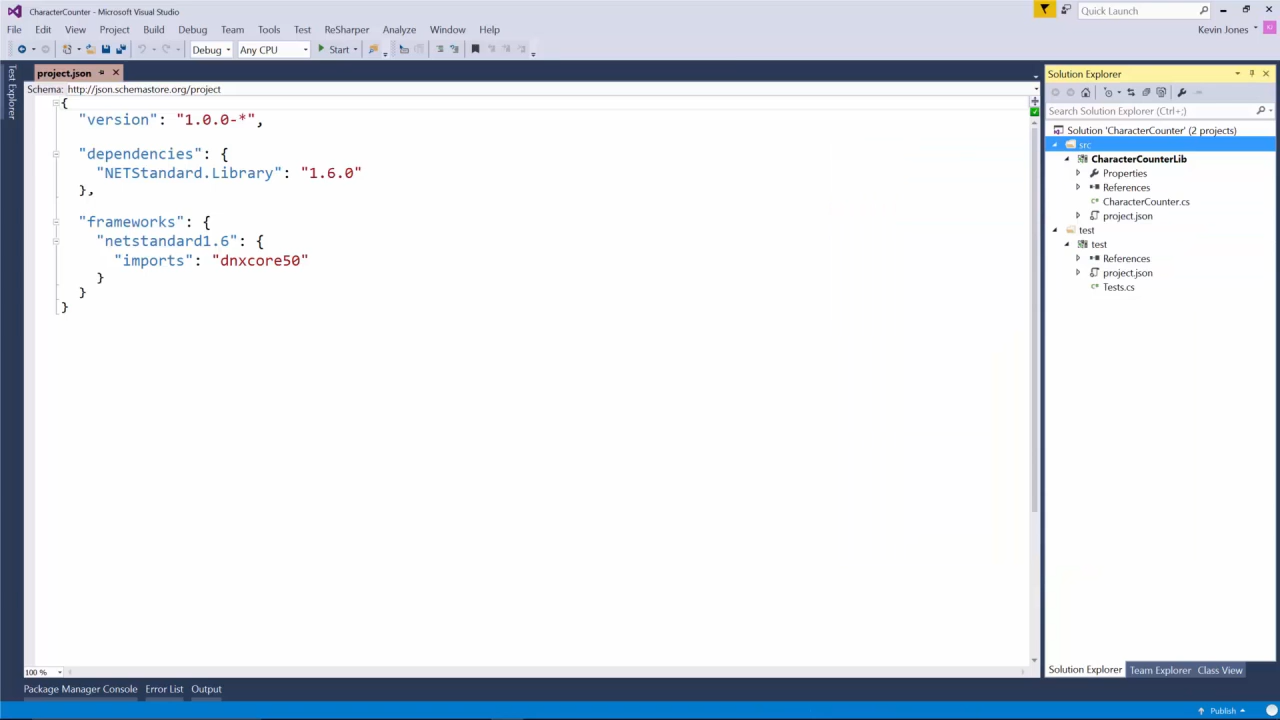 CharacterCounter - Microsoft Visual Studio
Quick Launch
File Edit View Project Build Debug Team Tools Test ReSharper Analyze Window Help
Kevin Jones
KJ
Debug Any CPU Start
Test Explorer
project.json
Schema: http://json.schemastore.org/project
{
"version": "1.0.0-*",
"dependencies": {
"NETStandard.Library": "1.6.0"
},
"frameworks": {
"netstandard1.6": {
"imports": "dnxcore50"
}
}
}
100 %
Solution Explorer
Search Solution Explorer (Ctrl+;)
Solution 'CharacterCounter' (2 projects)
src
CharacterCounterLib
Properties
References
CharacterCounter.cs
project.json
test
test
References
project.json
Tests.cs
Solution Explorer Team Explorer Class View
Package Manager Console Error List Output
Publish